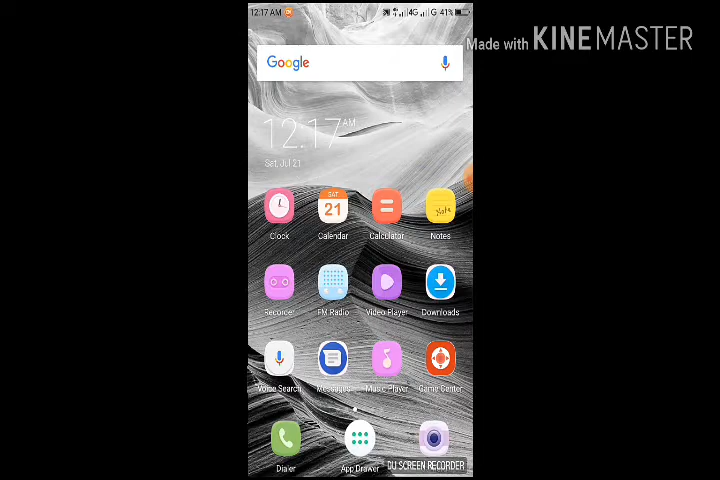 12:17 AM
4G G 41%
Made with KINEMASTER
Google
12:17 AM
Sat, Jul 21
SAT
21
Note
Clock Calendar Calculator Notes
Recorder FM Radio Video Player Downloads
Voice Search Messages Music Player Game Center
Dialer App Drawer
DU SCREEN RECORDER